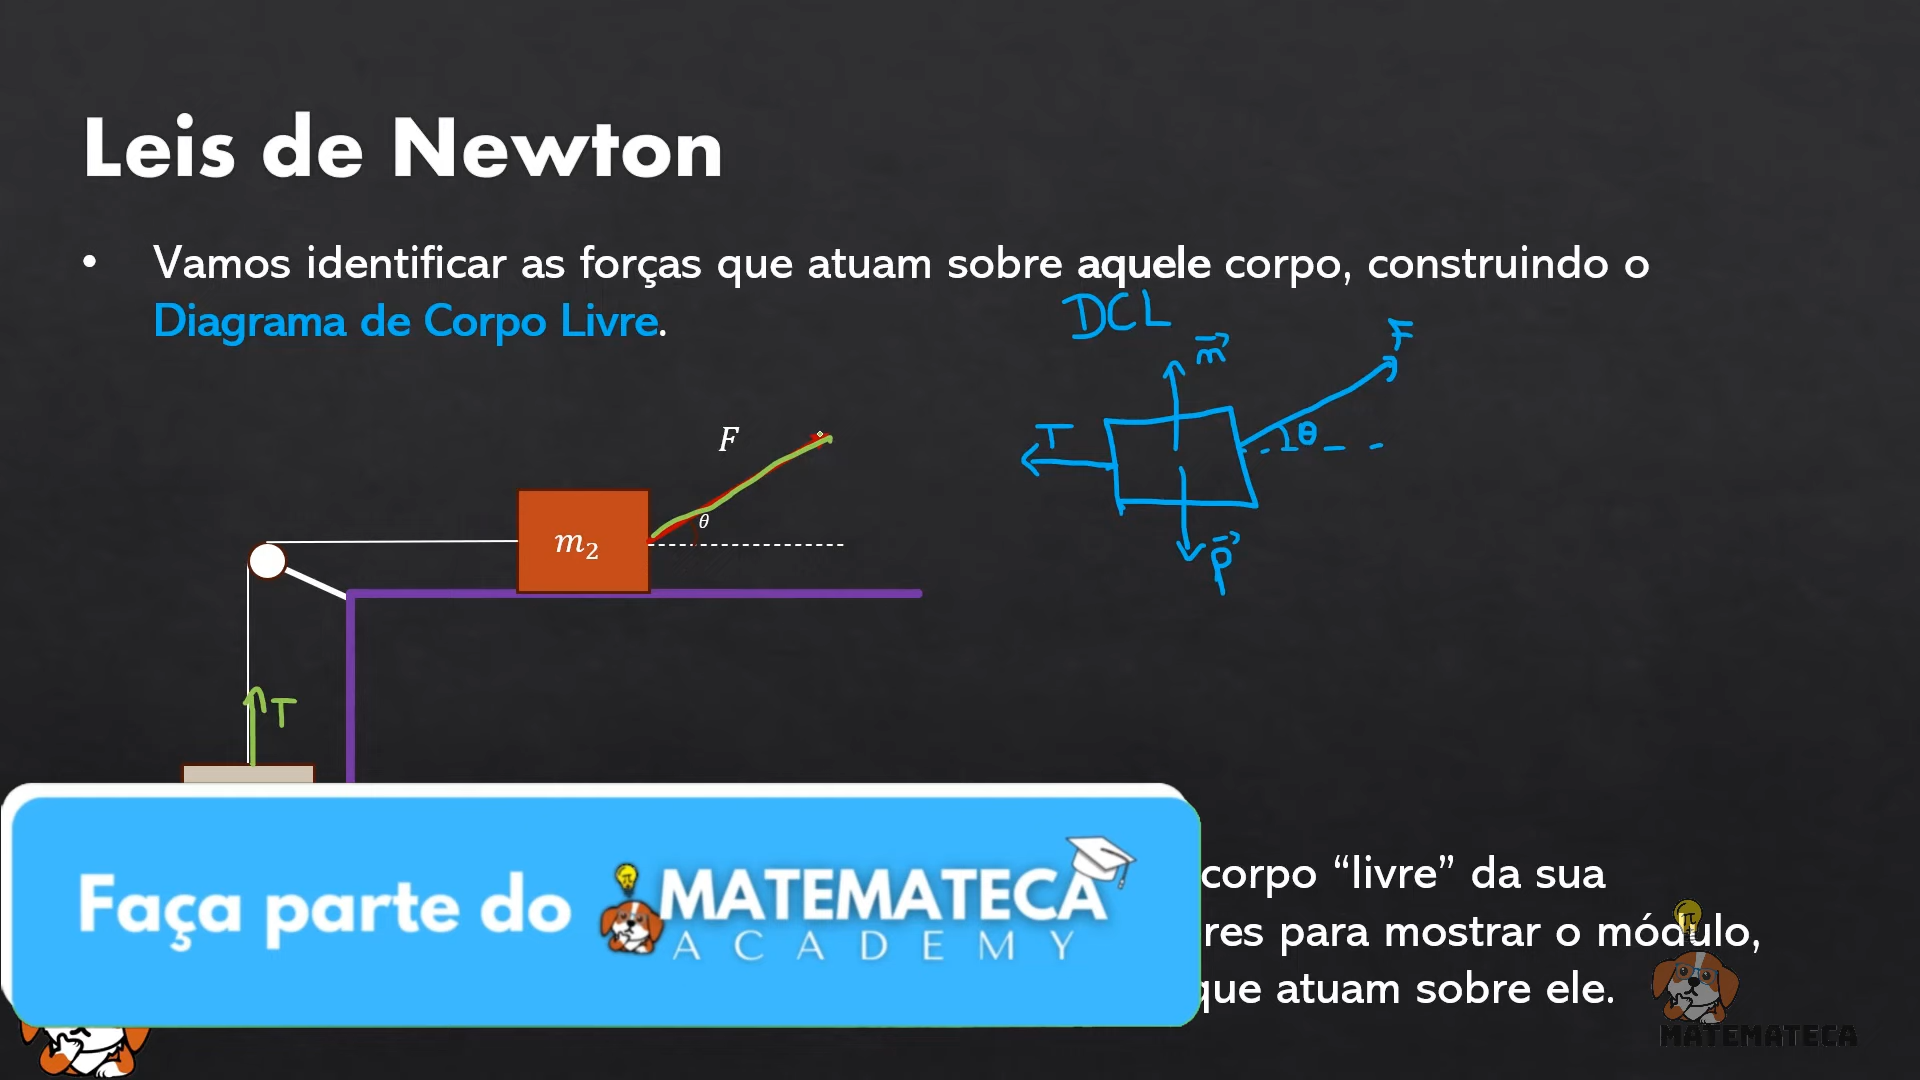 Leis de Newton
• Vamos identificar as forças que atuam sobre aquele corpo, construindo o
Diagrama de Corpo Livre.
DCL
m⃗
F
T
θ
p⃗
F
θ
m₂
T
corpo “livre” da sua
res para mostrar o módulo,
que atuam sobre ele.
Faça parte do MATEMATECA
ACADEMY
π
MATEMATECA